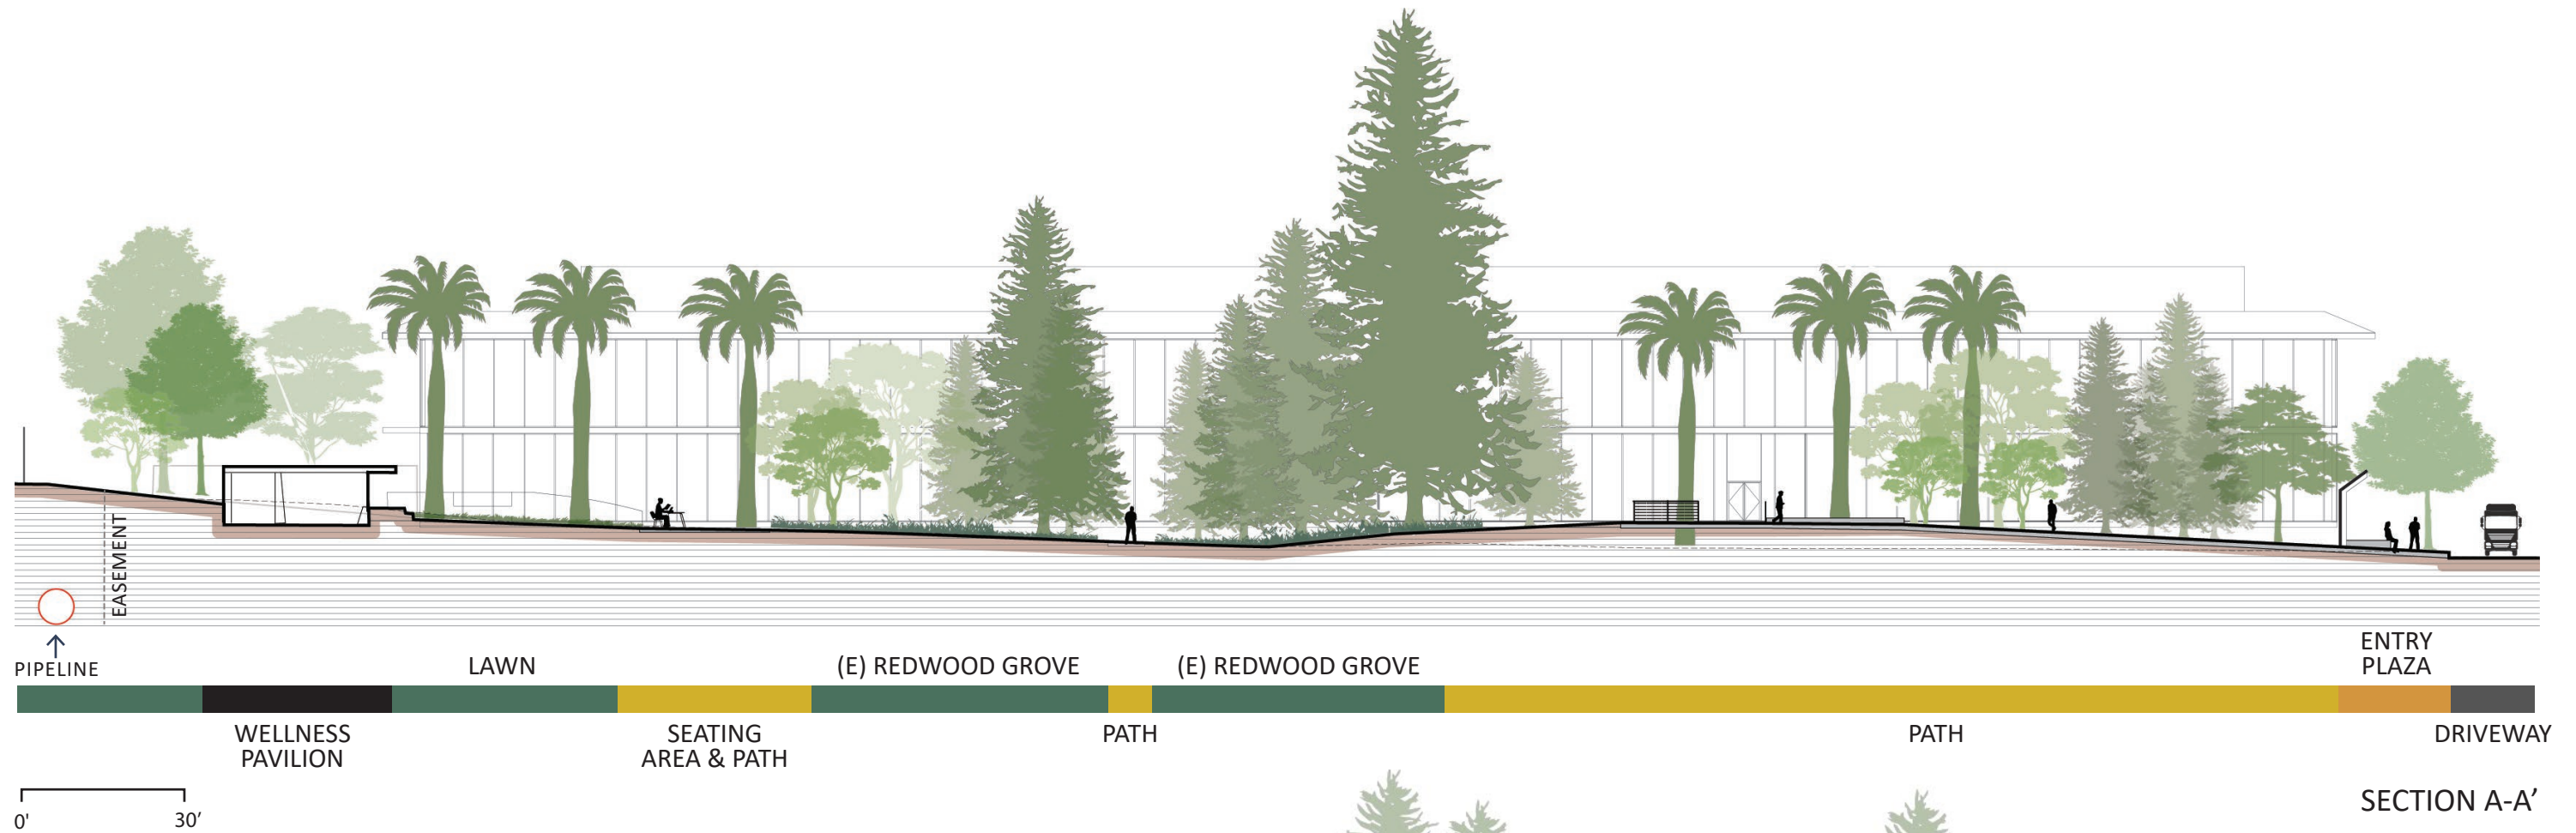 EASEMENT
PIPELINE
LAWN
(E) REDWOOD GROVE
(E) REDWOOD GROVE
ENTRY
PLAZA
WELLNESS
PAVILION
SEATING
AREA & PATH
PATH
PATH
DRIVEWAY
0'
30’
SECTION A-A’